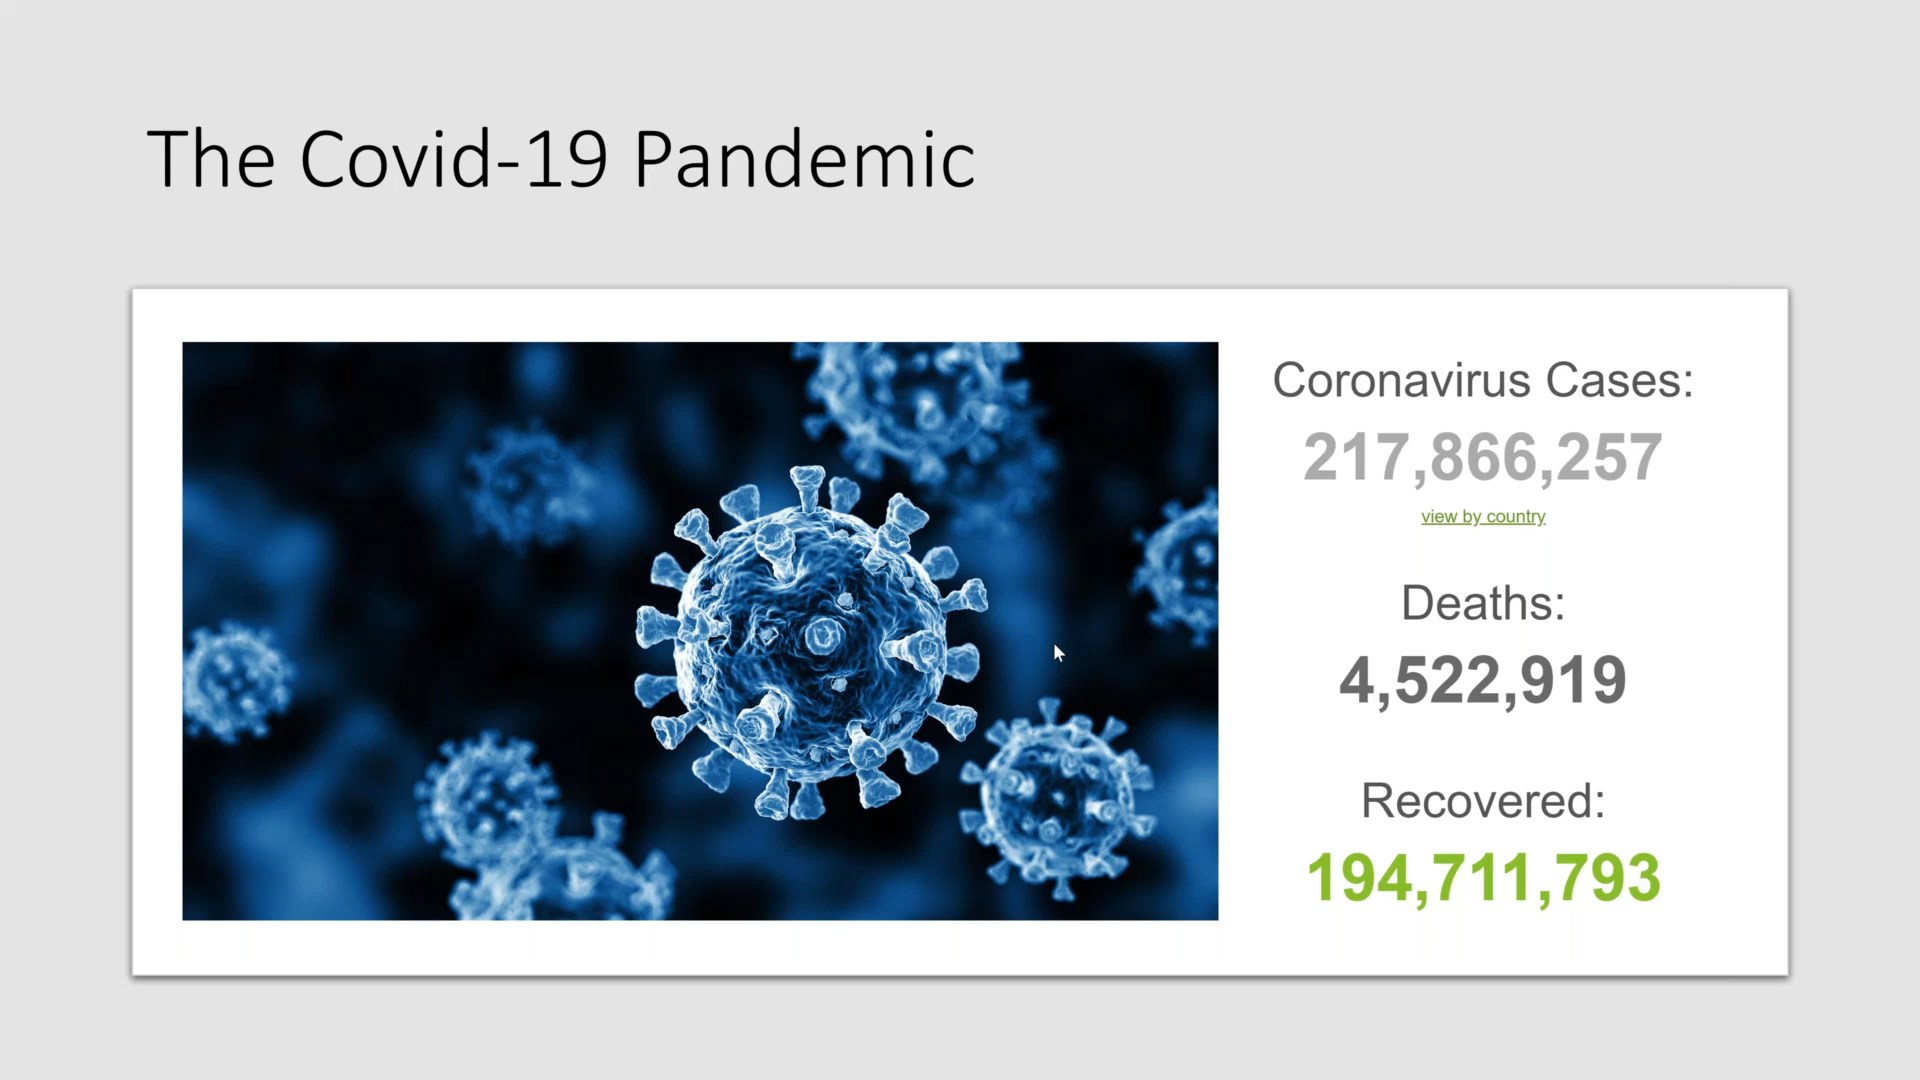 The Covid-19 Pandemic
Coronavirus Cases:
217,866,257
view by country
Deaths:
4,522,919
Recovered:
194,711,793